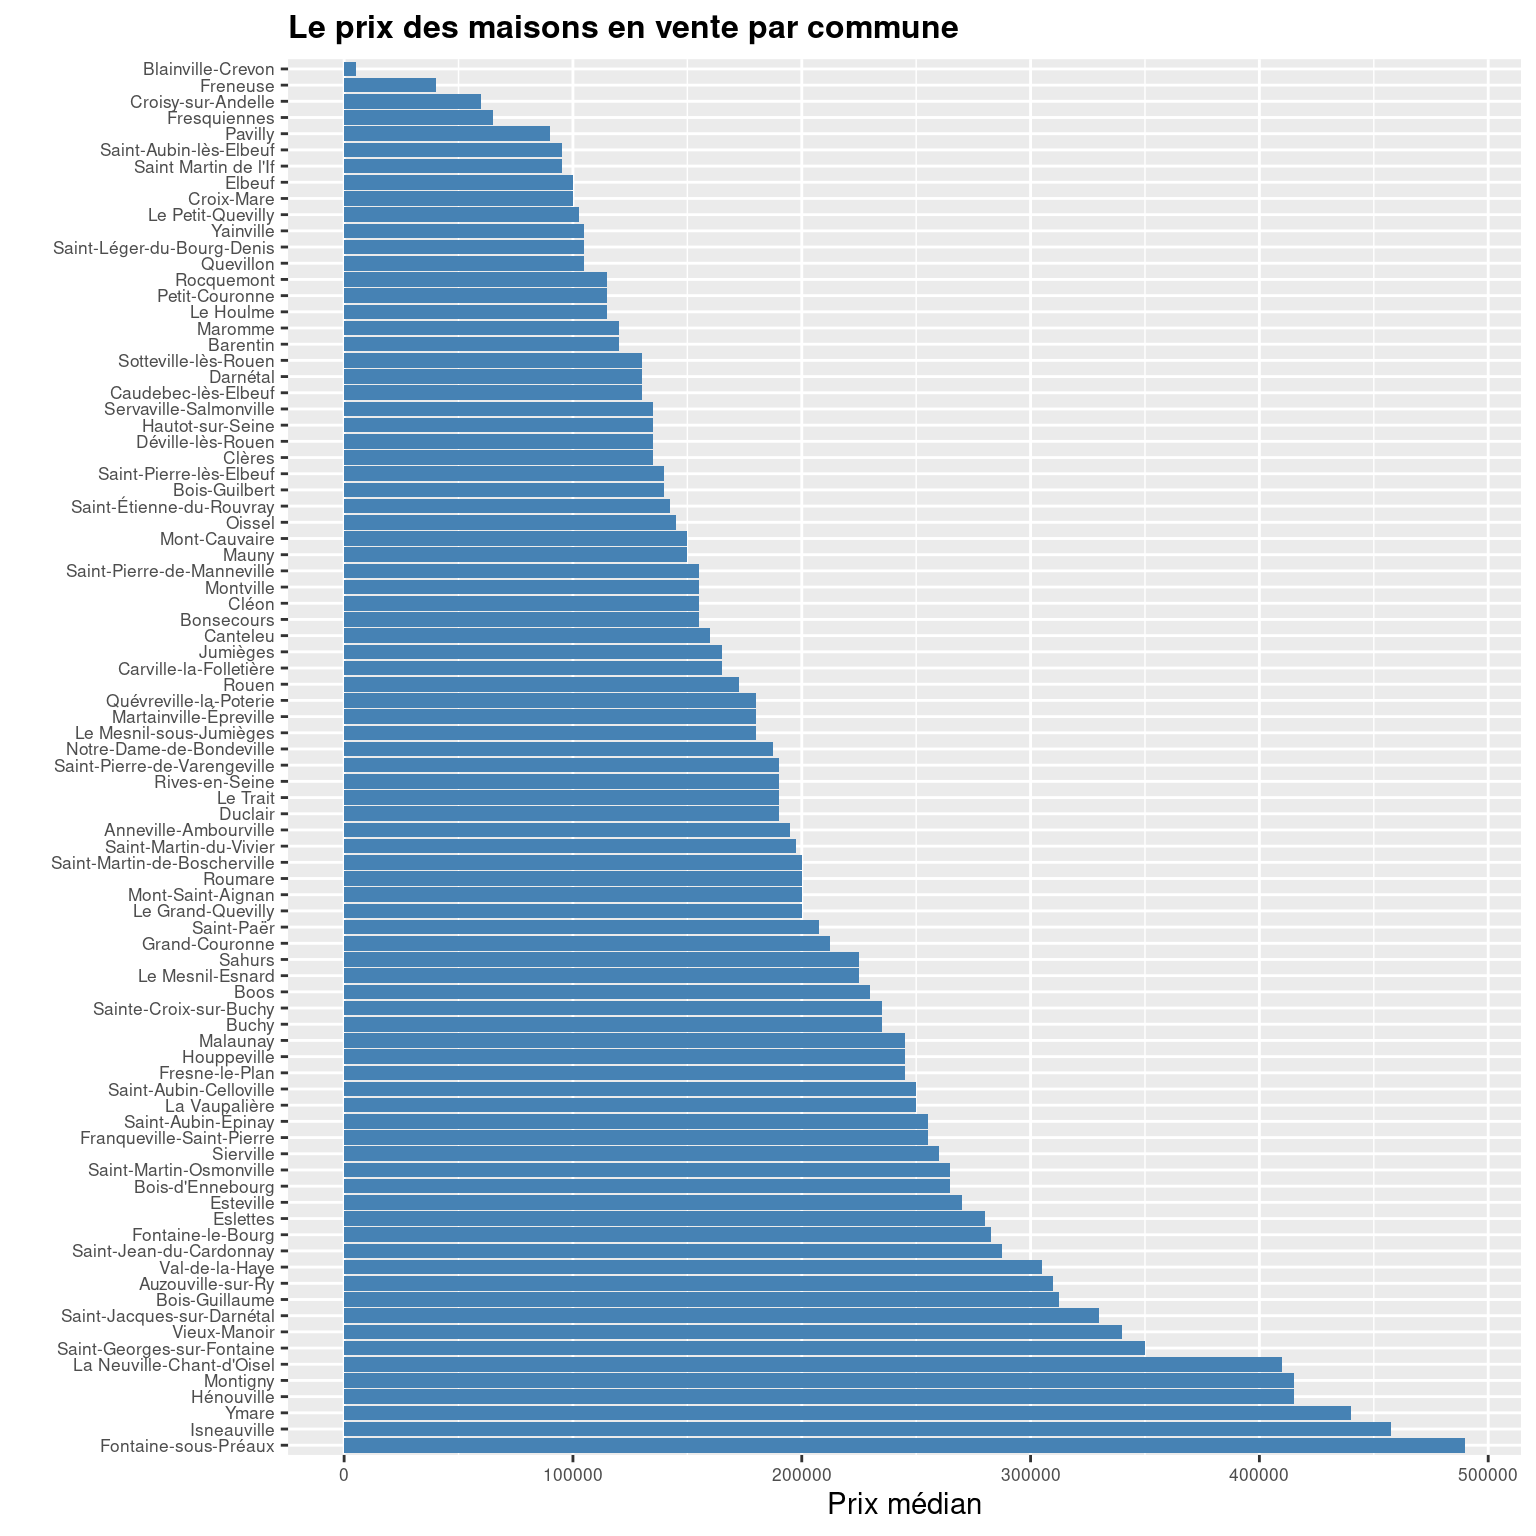 Le prix des maisons en vente par commune
Blainville-Crevon
Freneuse
Croisy-sur-Andelle
Fresquiennes
Pavilly
Saint-Aubin-lès-Elbeuf
Saint Martin de l'If
Elbeuf
Croix-Mare
Le Petit-Quevilly
Yainville
Saint-Léger-du-Bourg-Denis
Quevillon
Rocquemont
Petit-Couronne
Le Houlme
Maromme
Barentin
Sotteville-lès-Rouen
Darnétal
Caudebec-lès-Elbeuf
Servaville-Salmonville
Hautot-sur-Seine
Déville-lès-Rouen
Clères
Saint-Pierre-lès-Elbeuf
Bois-Guilbert
Saint-Étienne-du-Rouvray
Oissel
Mont-Cauvaire
Mauny
Saint-Pierre-de-Manneville
Montville
Cléon
Bonsecours
Canteleu
Jumièges
Carville-la-Folletière
Rouen
Quévreville-la-Poterie
Martainville-Épreville
Le Mesnil-sous-Jumièges
Notre-Dame-de-Bondeville
Saint-Pierre-de-Varengeville
Rives-en-Seine
Le Trait
Duclair
Anneville-Ambourville
Saint-Martin-du-Vivier
Saint-Martin-de-Boscherville
Roumare
Mont-Saint-Aignan
Le Grand-Quevilly
Saint-Paër
Grand-Couronne
Sahurs
Le Mesnil-Esnard
Boos
Sainte-Croix-sur-Buchy
Buchy
Malaunay
Houppeville
Fresne-le-Plan
Saint-Aubin-Celloville
La Vaupalière
Saint-Aubin-Épinay
Franqueville-Saint-Pierre
Sierville
Saint-Martin-Osmonville
Bois-d'Ennebourg
Esteville
Eslettes
Fontaine-le-Bourg
Saint-Jean-du-Cardonnay
Val-de-la-Haye
Auzouville-sur-Ry
Bois-Guillaume
Saint-Jacques-sur-Darnétal
Vieux-Manoir
Saint-Georges-sur-Fontaine
La Neuville-Chant-d'Oisel
Montigny
Hénouville
Ymare
Isneauville
Fontaine-sous-Préaux
0 100000 200000 300000 400000 500000
Prix médian